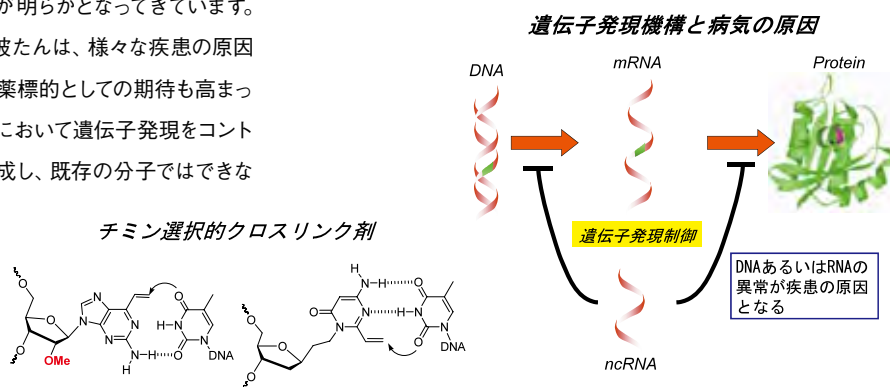 が明らかとなってきています。
破たんは、様々な疾患の原因
薬標的としての期待も高まっ
において遺伝子発現をコント
成し、既存の分子ではできな
遺伝子発現機構と病気の原因
DNA
mRNA
Protein
遺伝子発現制御
DNAあるいはRNAの
異常が疾患の原因
となる
ncRNA
チミン選択的クロスリンク剤
O
O
O
OMe
N
N
N
N
N
H
H
O
HN
O
N
DNA
O
O
O
H
N
H
O
N
N
O
HN
O
N
DNA